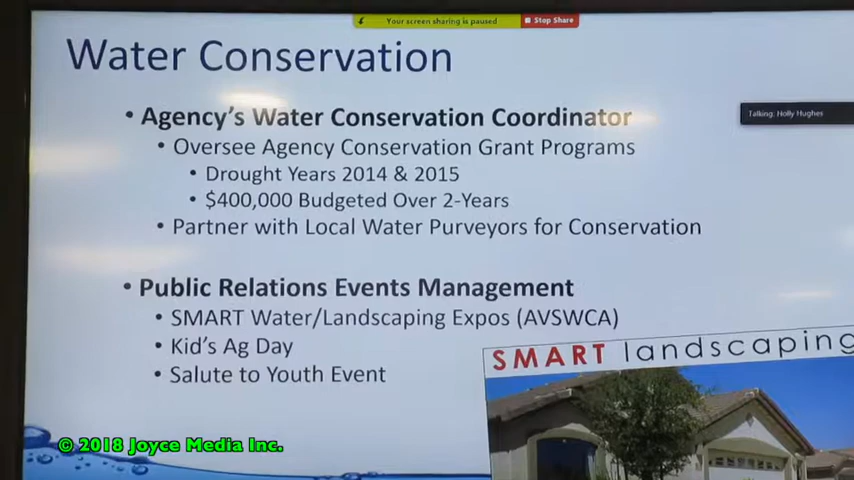 Your screen sharing is paused
Stop Share
Water Conservation
• Agency's Water Conservation Coordinator
• Oversee Agency Conservation Grant Programs
• Drought Years 2014 & 2015
• $400,000 Budgeted Over 2-Years
• Partner with Local Water Purveyors for Conservation
• Public Relations Events Management
• SMART Water/Landscaping Expos (AVSWCA)
• Kid's Ag Day
• Salute to Youth Event
Talking: Holly Hughes
SMART landscaping
© 2018 Joyce Media Inc.